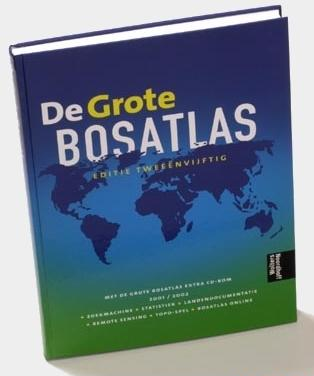 De Grote
BOSATLAS
EDITIE TWEEËNVIJFTIG
MET DE GROTE BOSATLAS EXTRA CD-ROM
2001 / 2002
• ZOEKMACHINE • STATISTIEK • LANDENDOCUMENTATIE
• REMOTE SENSING • TOPO-SPEL • BOSATLAS ONLINE
Wolters
Noordhoff